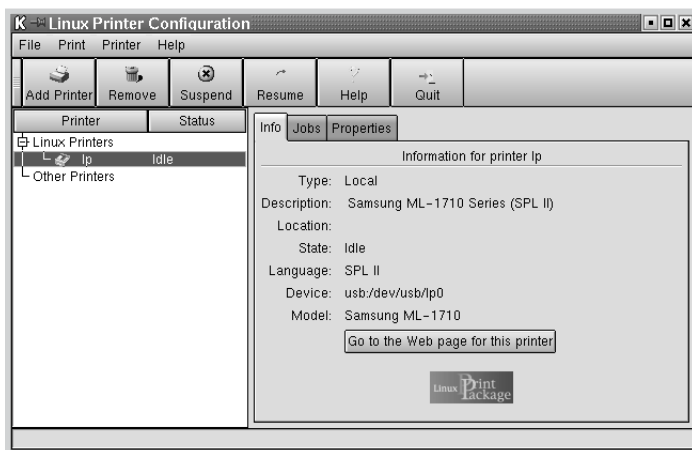 K Linux Printer Configuration
File Print Printer Help
Add Printer Remove Suspend Resume Help Quit
Printer Status
Linux Printers
lp Idle
Other Printers
Info Jobs Properties
Information for printer lp
Type: Local
Description: Samsung ML-1710 Series (SPL II)
Location:
State: Idle
Language: SPL II
Device: usb:/dev/usb/lp0
Model: Samsung ML-1710
Go to the Web page for this printer
Linux Print Package